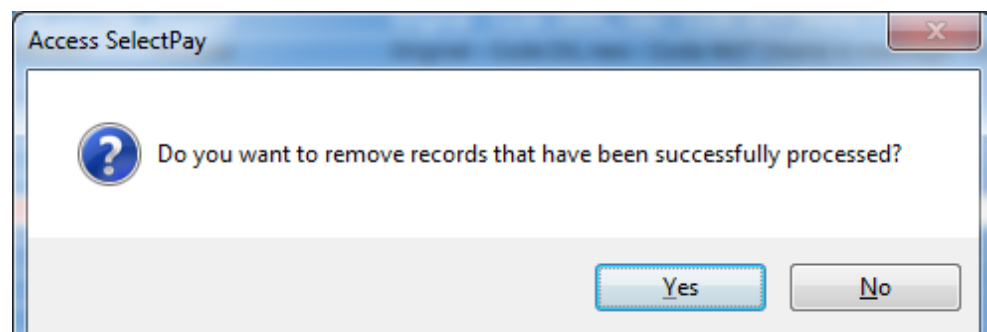 Access SelectPay
Do you want to remove records that have been successfully processed?
Yes No